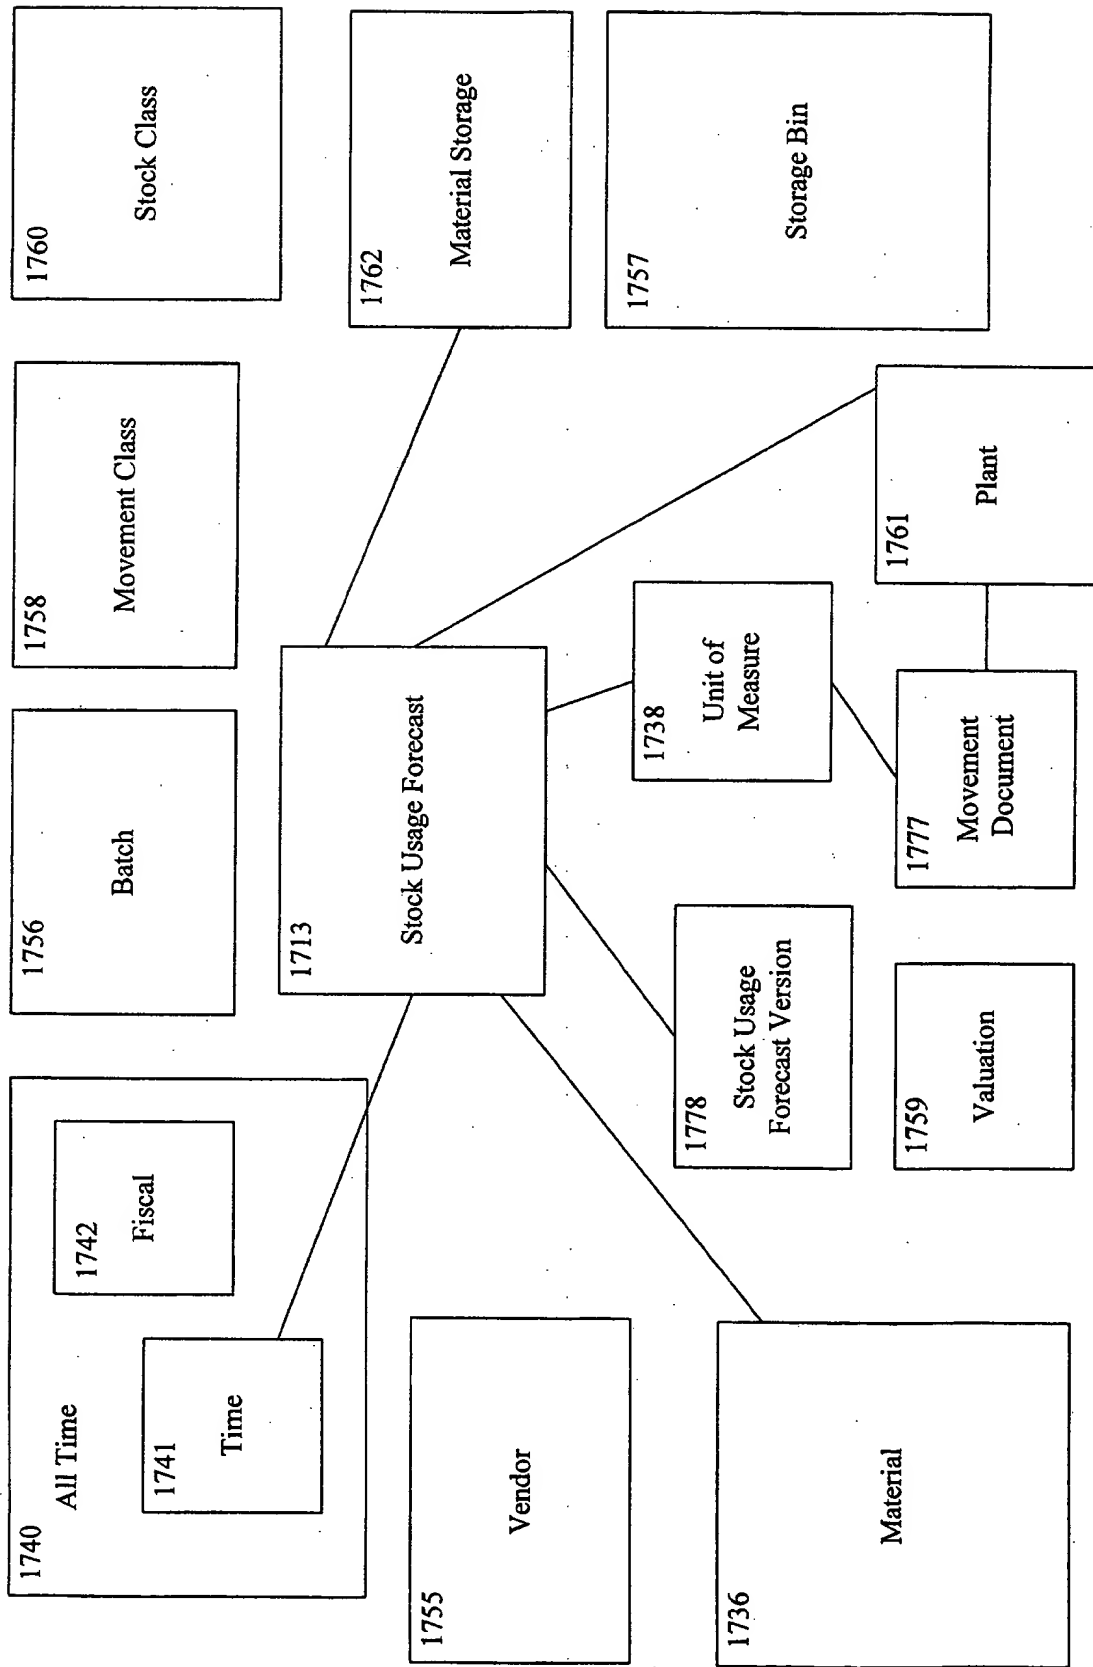 1740
All Time
1741
Time
1742
Fiscal
1756
Batch
1758
Movement Class
1760
Stock Class
1755
Vendor
1713
Stock Usage Forecast
1762
Material Storage
1736
Material
1778
Stock Usage
Forecast Version
1738
Unit of
Measure
1757
Storage Bin
1759
Valuation
1777
Movement
Document
1761
Plant